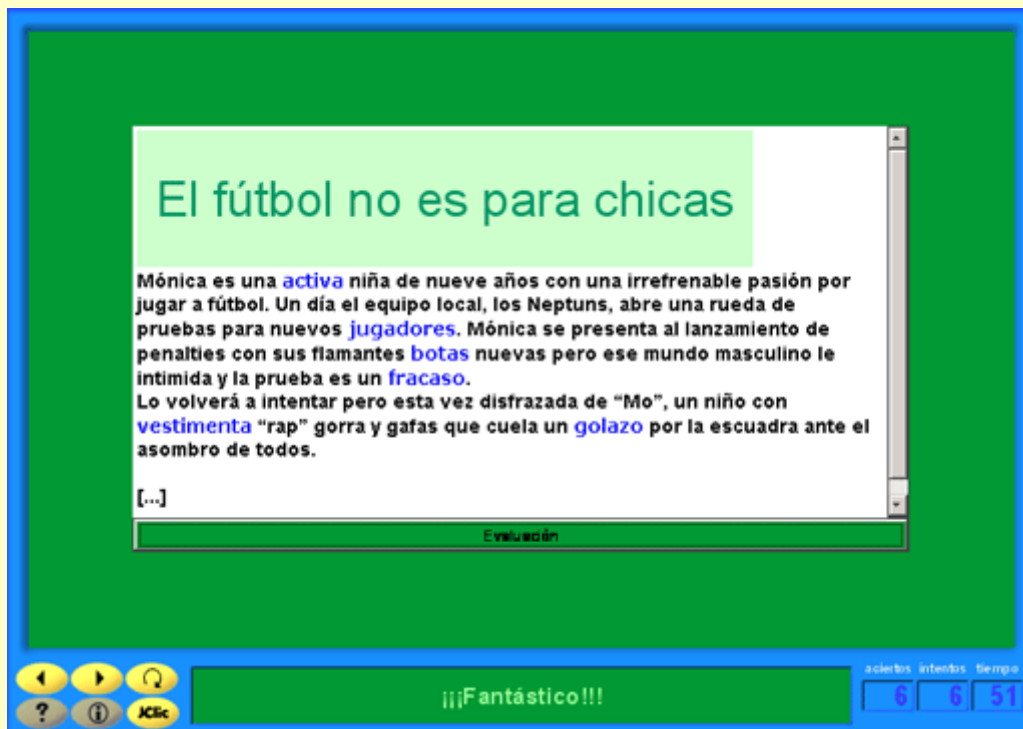 El fútbol no es para chicas
Mónica es una activa niña de nueve años con una irrefrenable pasión por
jugar a fútbol. Un día el equipo local, los Neptuns, abre una rueda de
pruebas para nuevos jugadores. Mónica se presenta al lanzamiento de
penalties con sus flamantes botas nuevas pero ese mundo masculino le
intimida y la prueba es un fracaso.
Lo volverá a intentar pero esta vez disfrazada de “Mo”, un niño con
vestimenta “rap” gorra y gafas que cuela un golazo por la escuadra ante el
asombro de todos.
[...]
Evaluación
aciertos intentos tiempo
¡¡¡Fantástico!!!
6 6 51
? i JClic